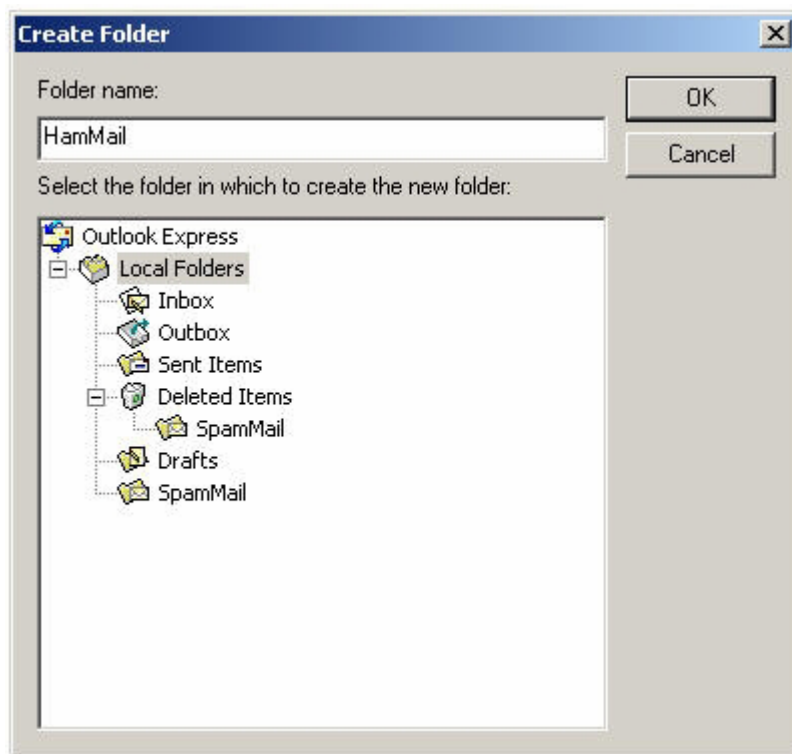 Create Folder
Folder name:
OK
HamMail
Cancel
Select the folder in which to create the new folder:
Outlook Express
Local Folders
Inbox
Outbox
Sent Items
Deleted Items
SpamMail
Drafts
SpamMail